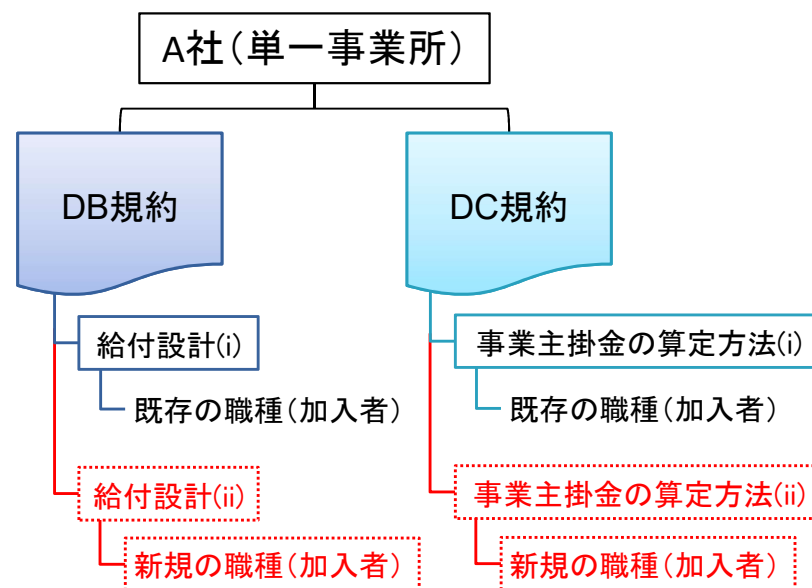 A社(単一事業所)
DB規約
DC規約
給付設計(i)
事業主掛金の算定方法(i)
既存の職種(加入者)
既存の職種(加入者)
給付設計(ii)
事業主掛金の算定方法(ii)
新規の職種(加入者)
新規の職種(加入者)